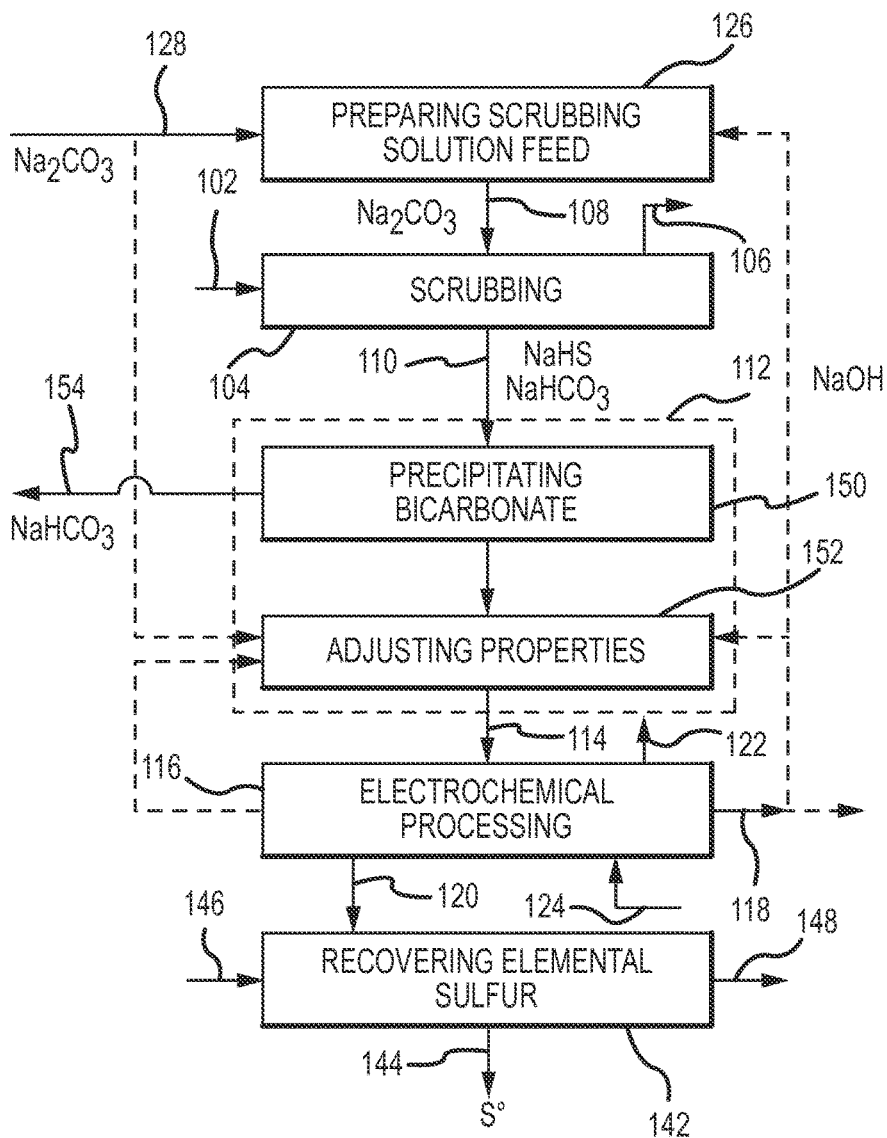 128
126
PREPARING SCRUBBING
SOLUTION FEED
Na2CO3
102
Na2CO3
108
106
SCRUBBING
104
110
NaHS
NaHCO3
112
NaOH
154
PRECIPITATING
BICARBONATE
150
NaHCO3
152
ADJUSTING PROPERTIES
114
122
116
ELECTROCHEMICAL
PROCESSING
120
124
118
146
148
RECOVERING ELEMENTAL
SULFUR
144
142
S°